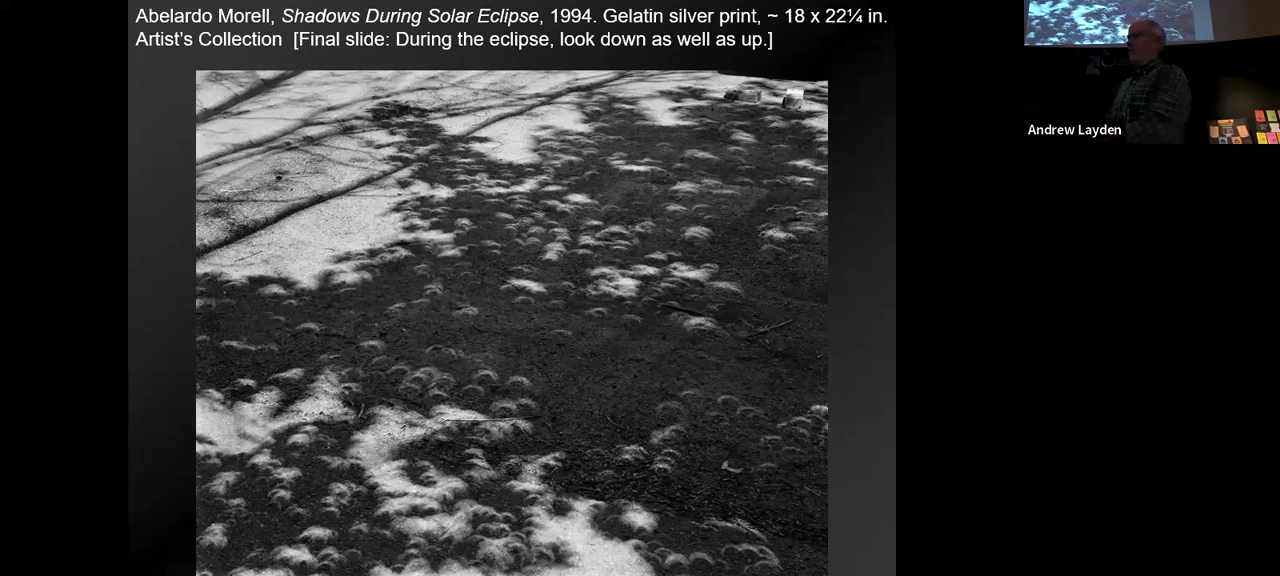 Abelardo Morell, Shadows During Solar Eclipse, 1994. Gelatin silver print, ~ 18 x 22¼ in.
Artist's Collection [Final slide: During the eclipse, look down as well as up.]
Andrew Layden